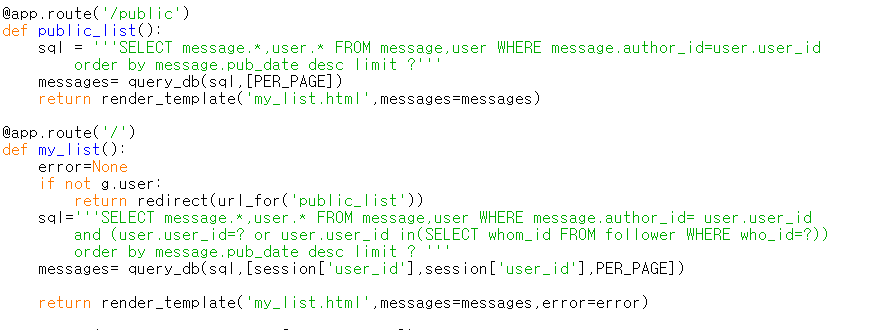 @app.route('/public')
def public_list():
    sql = '''SELECT message.*,user.* FROM message,user WHERE message.author_id=user.user_id
        order by message.pub_date desc limit ?'''
    messages= query_db(sql,[PER_PAGE])
    return render_template('my_list.html',messages=messages)

@app.route('/')
def my_list():
    error=None
    if not g.user:
        return redirect(url_for('public_list'))
    sql='''SELECT message.*,user.* FROM message,user WHERE message.author_id= user.user_id
        and (user.user_id=? or user.user_id in(SELECT whom_id FROM follower WHERE who_id=?))
        order by message.pub_date desc limit ? '''
    messages= query_db(sql,[session['user_id'],session['user_id'],PER_PAGE])

    return render_template('my_list.html',messages=messages,error=error)